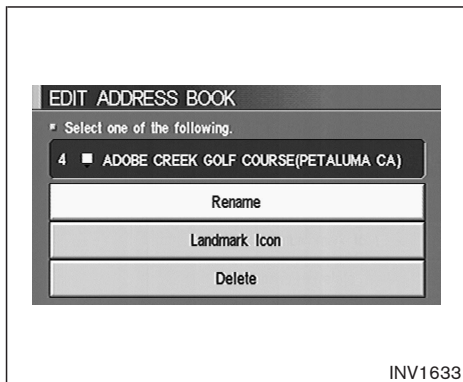 EDIT ADDRESS BOOK
Select one of the following.
4 ADOBE CREEK GOLF COURSE(PETALUMA CA)
Rename
Landmark Icon
Delete
INV1633